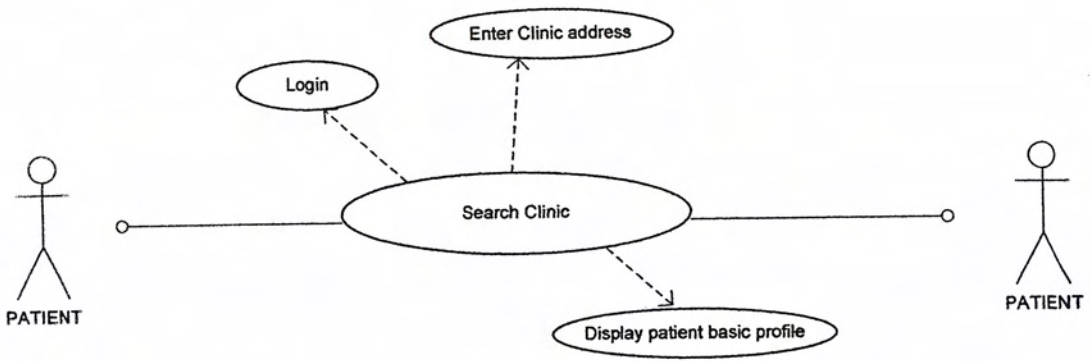 Enter Clinic address
Login
Search Clinic
PATIENT
PATIENT
Display patient basic profile